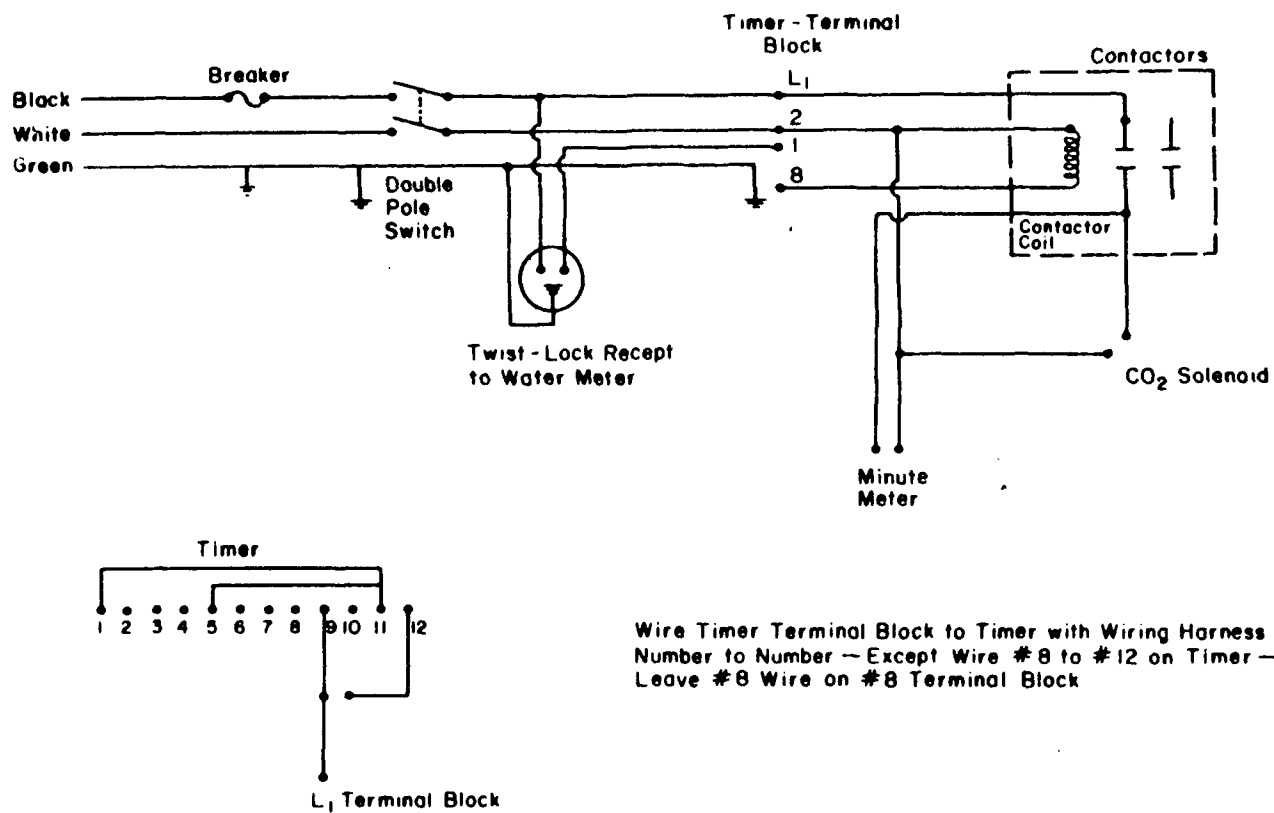 Timer - Terminal
Block
Contactors
Breaker
L1
Black
2
White
1
Green
8
Double
Pole
Switch
Contactor
Coil
Twist - Lock Recept
to Water Meter
CO2 Solenoid
Minute
Meter
Timer
1 2 3 4 5 6 7 8 9 10 11 12
Wire Timer Terminal Block to Timer with Wiring Harness
Number to Number — Except Wire #8 to #12 on Timer —
Leave #8 Wire on #8 Terminal Block
L1 Terminal Block